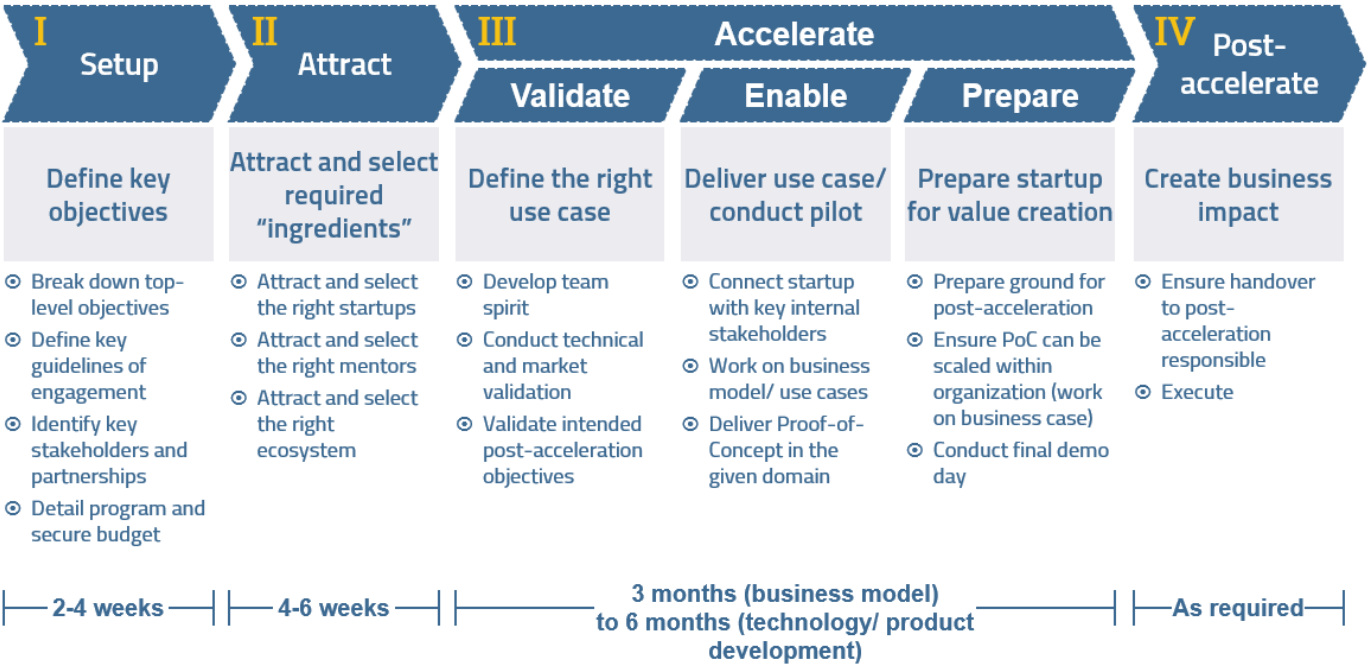 I
Setup
II
Attract
III
Accelerate
Validate
Enable
Prepare
IV
Post-
accelerate
Define key
objectives
Attract and select
required
“ingredients”
Define the right
use case
Deliver use case/
conduct pilot
Prepare startup
for value creation
Create business
impact
Break down top-
level objectives
Define key
guidelines of
engagement
Identify key
stakeholders and
partnerships
Detail program and
secure budget
Attract and select
the right startups
Attract and select
the right mentors
Attract and select
the right
ecosystem
Develop team
spirit
Conduct technical
and market
validation
Validate intended
post-acceleration
objectives
Connect startup
with key internal
stakeholders
Work on business
model/ use cases
Deliver Proof-of-
Concept in the
given domain
Prepare ground for
post-acceleration
Ensure PoC can be
scaled within
organization (work
on business case)
Conduct final demo
day
Ensure handover
to post-
acceleration
responsible
Execute
2-4 weeks
4-6 weeks
3 months (business model)
to 6 months (technology/ product
development)
As required